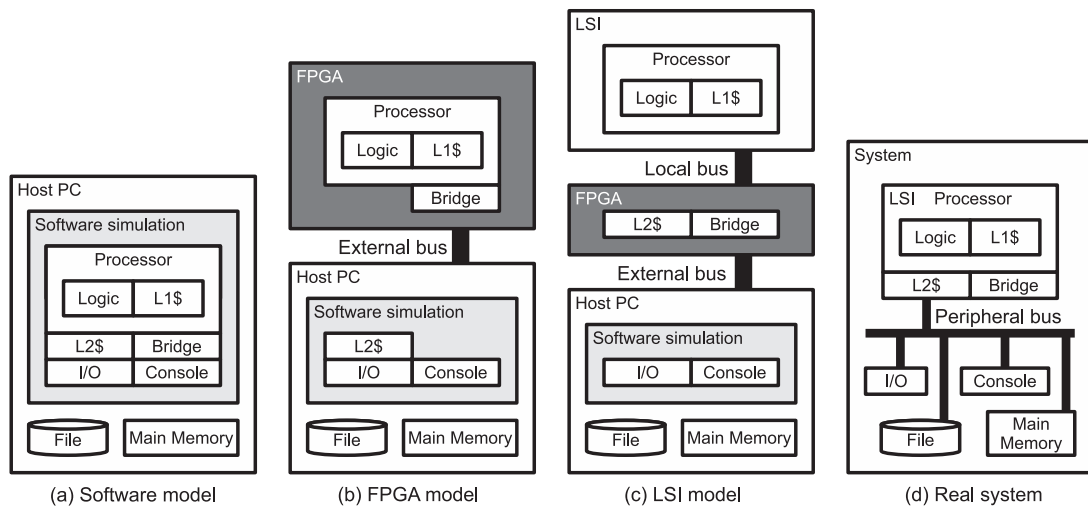 Host PC
Software simulation
Processor
Logic
L1$
L2$
Bridge
I/O
Console
File
Main Memory
(a) Software model
FPGA
Processor
Logic
L1$
Bridge
External bus
Host PC
Software simulation
L2$
I/O
Console
File
Main Memory
(b) FPGA model
LSI
Processor
Logic
L1$
Local bus
FPGA
L2$
Bridge
External bus
Host PC
Software simulation
I/O
Console
File
Main Memory
(c) LSI model
System
LSI
Processor
Logic
L1$
L2$
Bridge
Peripheral bus
I/O
Console
File
Main
Memory
(d) Real system